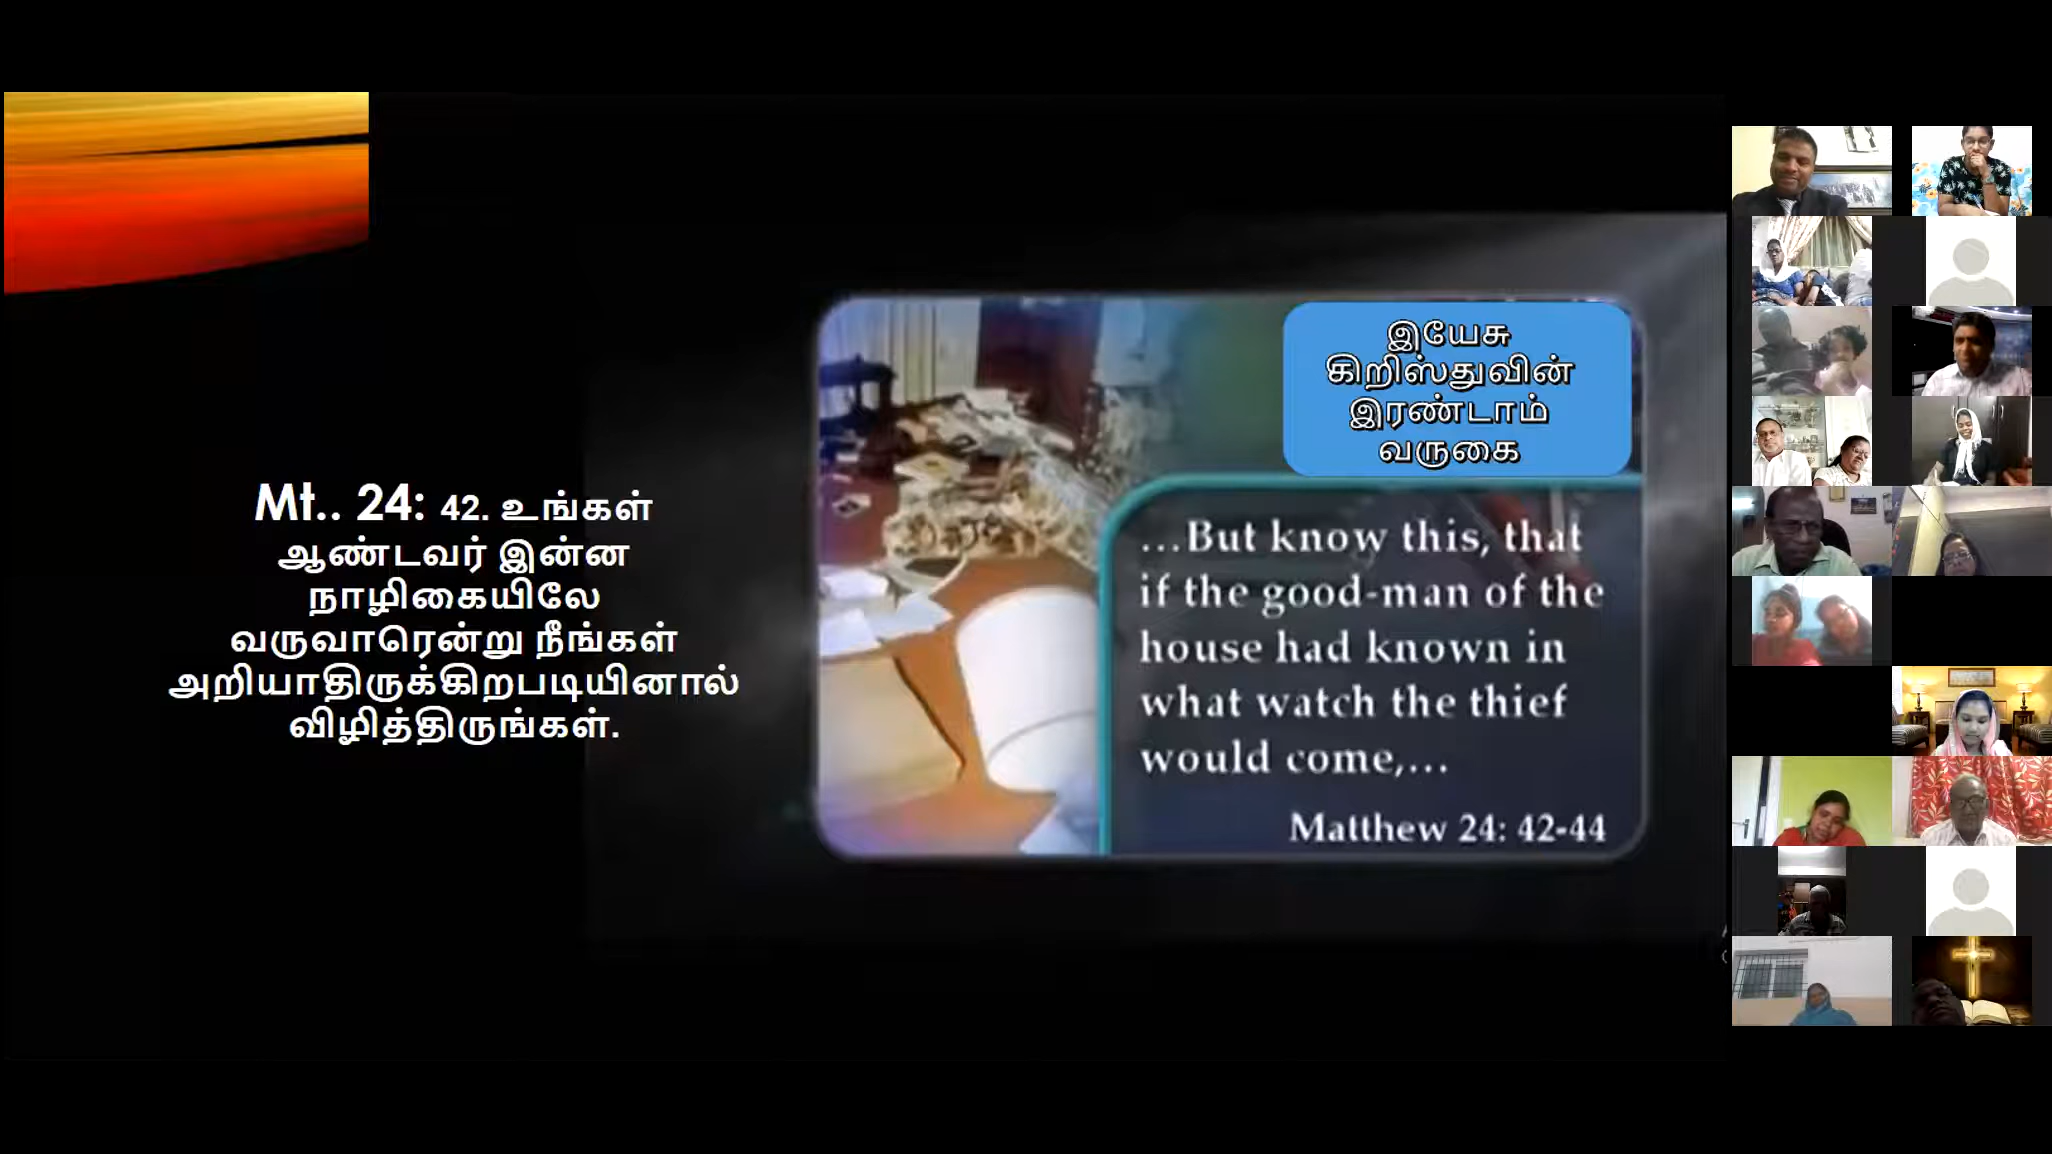 Mt.. 24: 42. உங்கள்
ஆண்டவர் இன்ன
நாழிகையிலே
வருவாரென்று நீங்கள்
அறியாதிருக்கிறபடியினால்
விழித்திருங்கள்.
இயேசு
கிறிஸ்துவின்
இரண்டாம்
வருகை
...But know this, that
if the good-man of the
house had known in
what watch the thief
would come,...
Matthew 24: 42-44